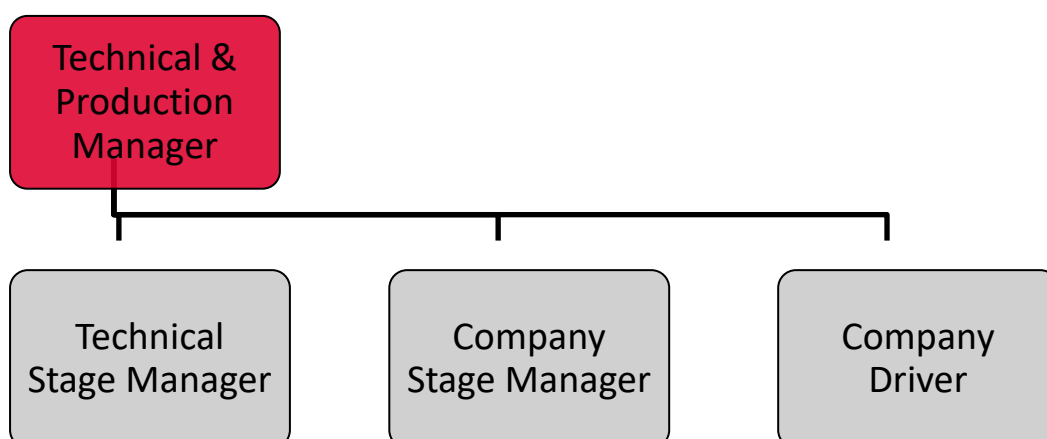 Technical &
Production
Manager
Technical
Stage Manager
Company
Stage Manager
Company
Driver